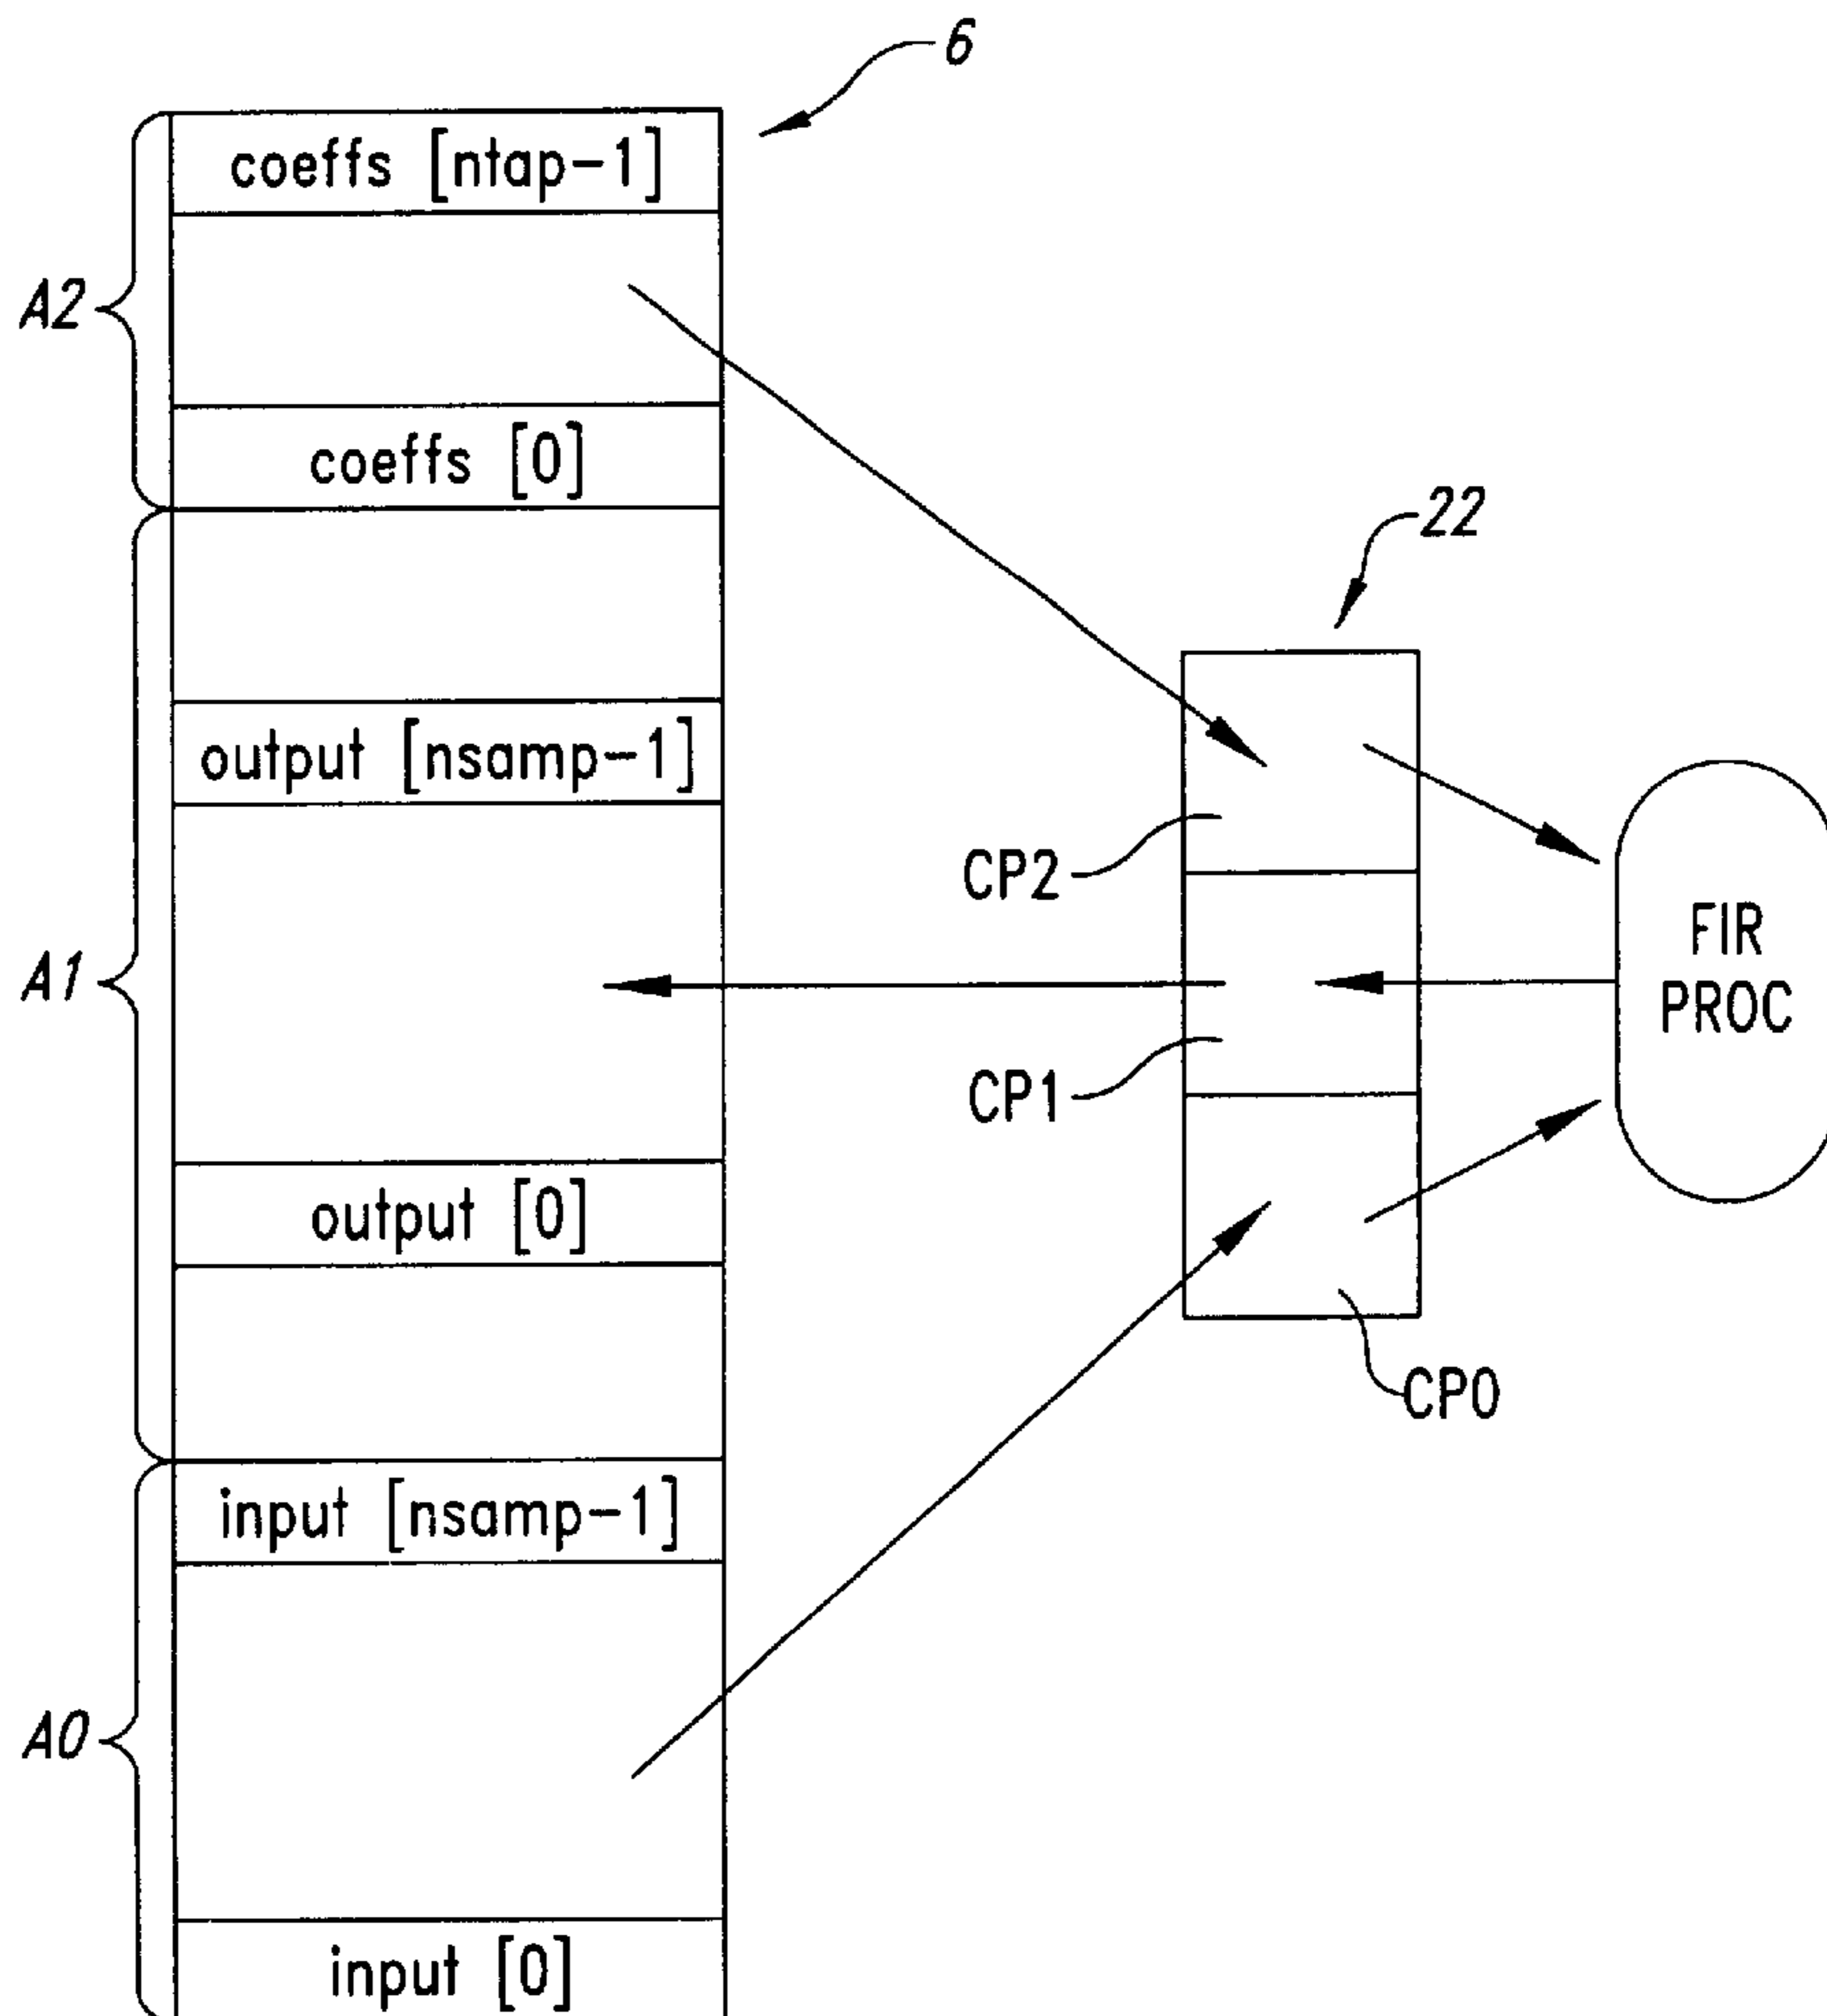 6
coeffs [ntap-1]
A2
coeffs [0]
22
output [nsamp-1]
CP2
FIR
PROC
A1
CP1
output [0]
CP0
input [nsamp-1]
A0
input [0]